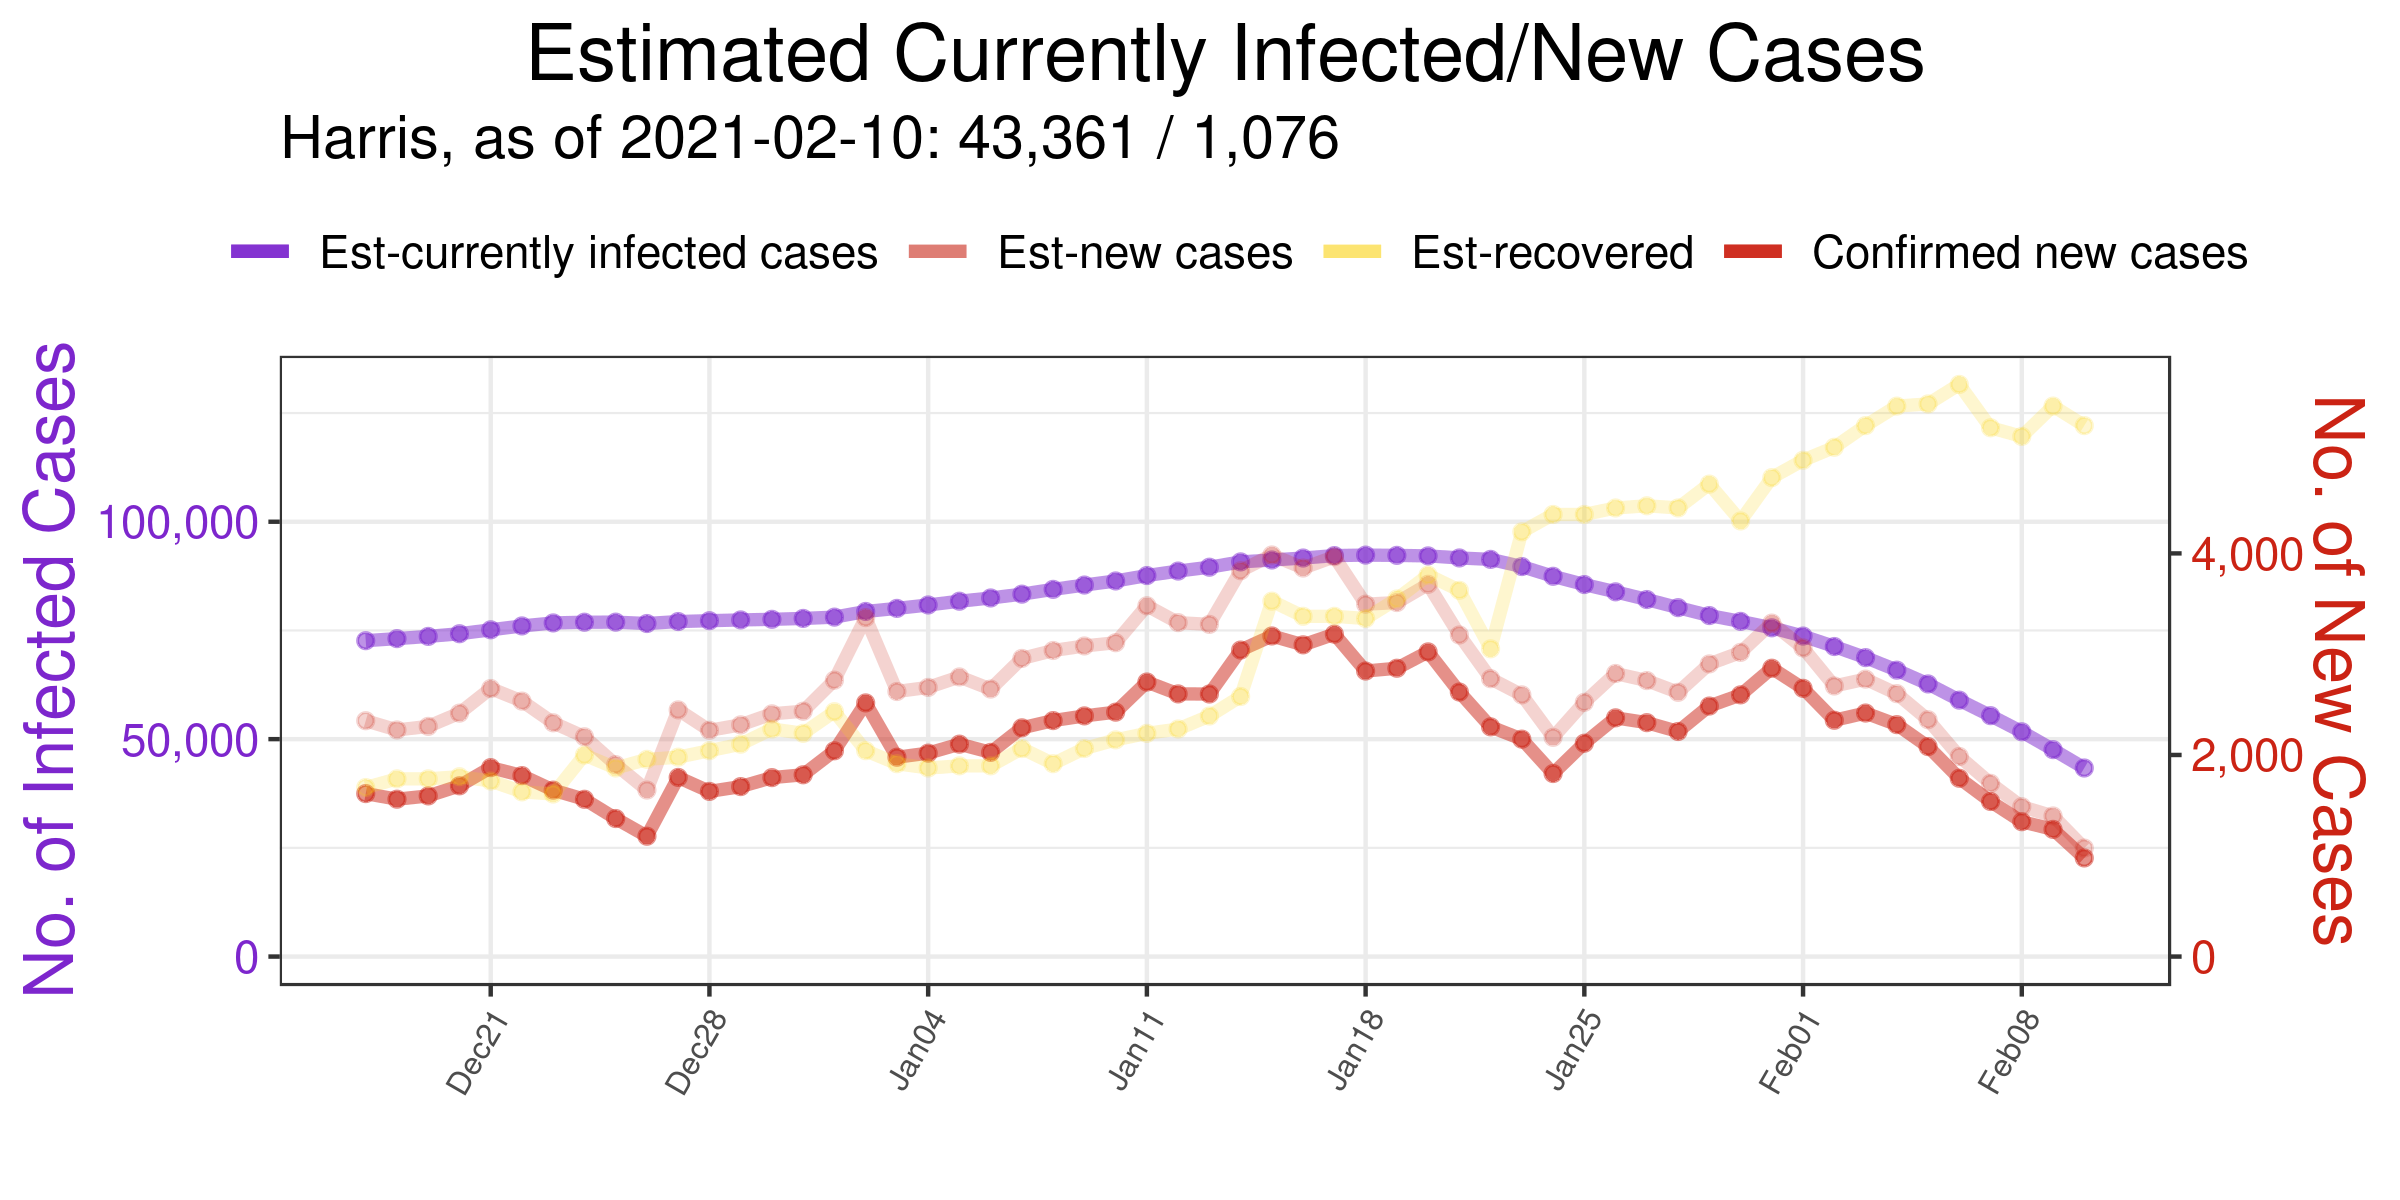 Estimated Currently Infected/New Cases
Harris, as of 2021-02-10: 43,361 / 1,076
Est-currently infected cases Est-new cases Est-recovered Confirmed new cases
No. of Infected Cases
100,000
50,000
0
4,000
2,000
0
No. of New Cases
Dec21 Dec28 Jan04 Jan11 Jan18 Jan25 Feb01 Feb08